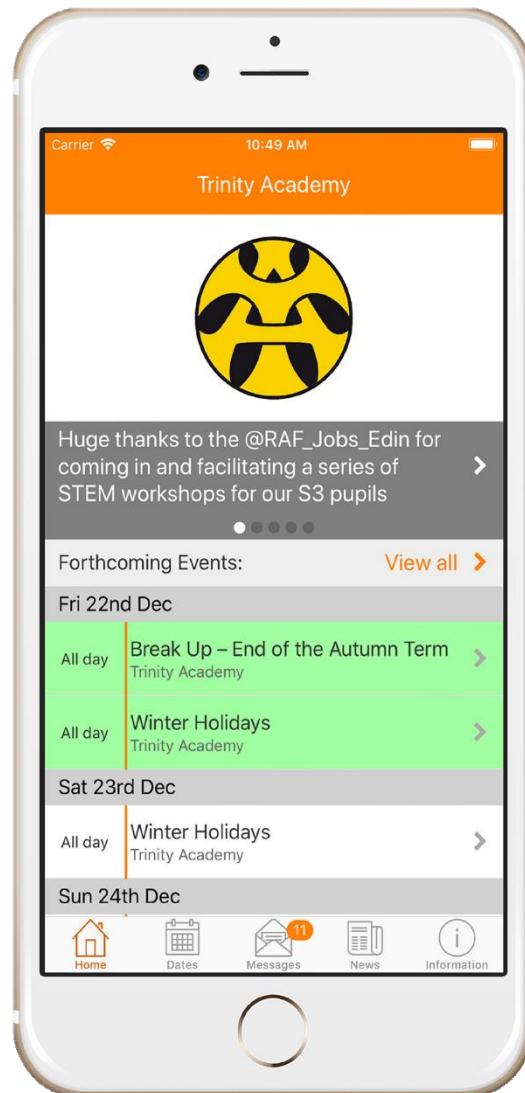 Carrier
10:49 AM
Trinity Academy
Huge thanks to the @RAF_Jobs_Edin for
coming in and facilitating a series of
STEM workshops for our S3 pupils
Forthcoming Events:
View all
Fri 22nd Dec
All day
Break Up – End of the Autumn Term
Trinity Academy
All day
Winter Holidays
Trinity Academy
Sat 23rd Dec
All day
Winter Holidays
Trinity Academy
Sun 24th Dec
11
Home
Dates
Messages
News
Information